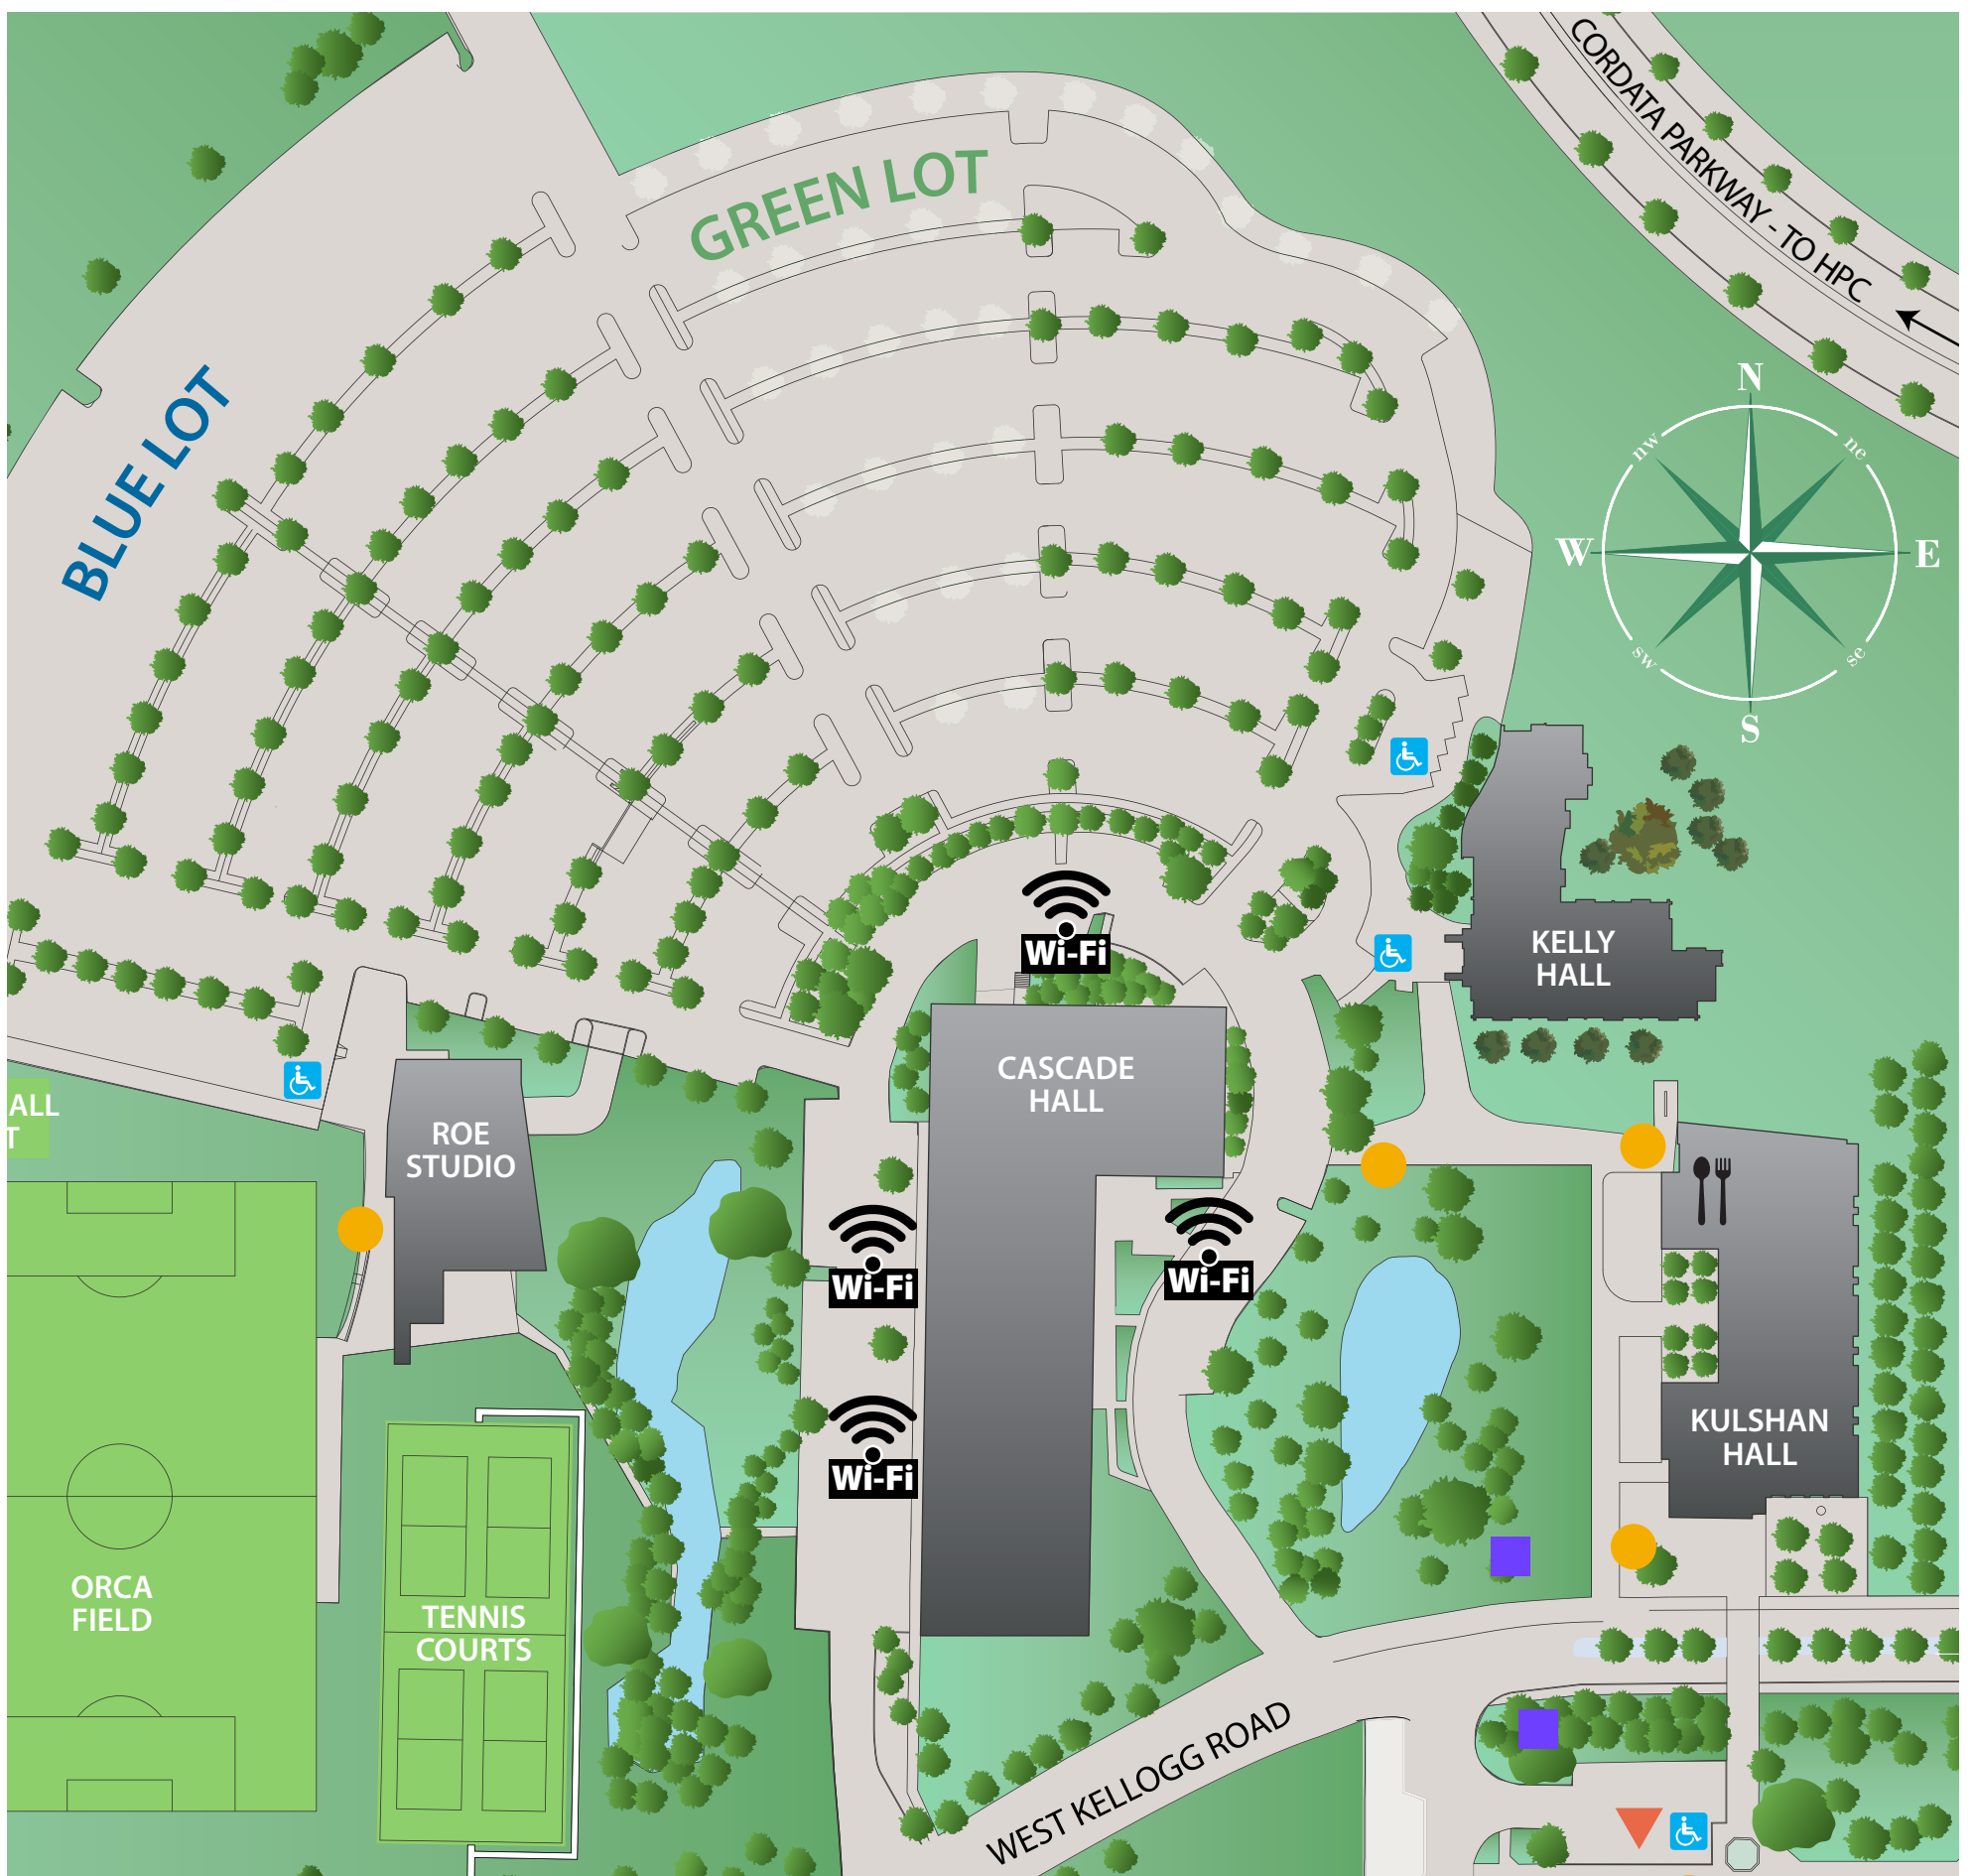 CORDATA PARKWAY - TO HPC
GREEN LOT
BLUE LOT
N
nw
ne
W
E
sw
se
S
KELLY
HALL
Wi-Fi
CASCADE
HALL
ALL
T
ROE
STUDIO
Wi-Fi
Wi-Fi
Wi-Fi
KULSHAN
HALL
ORCA
FIELD
TENNIS
COURTS
WEST KELLOGG ROAD